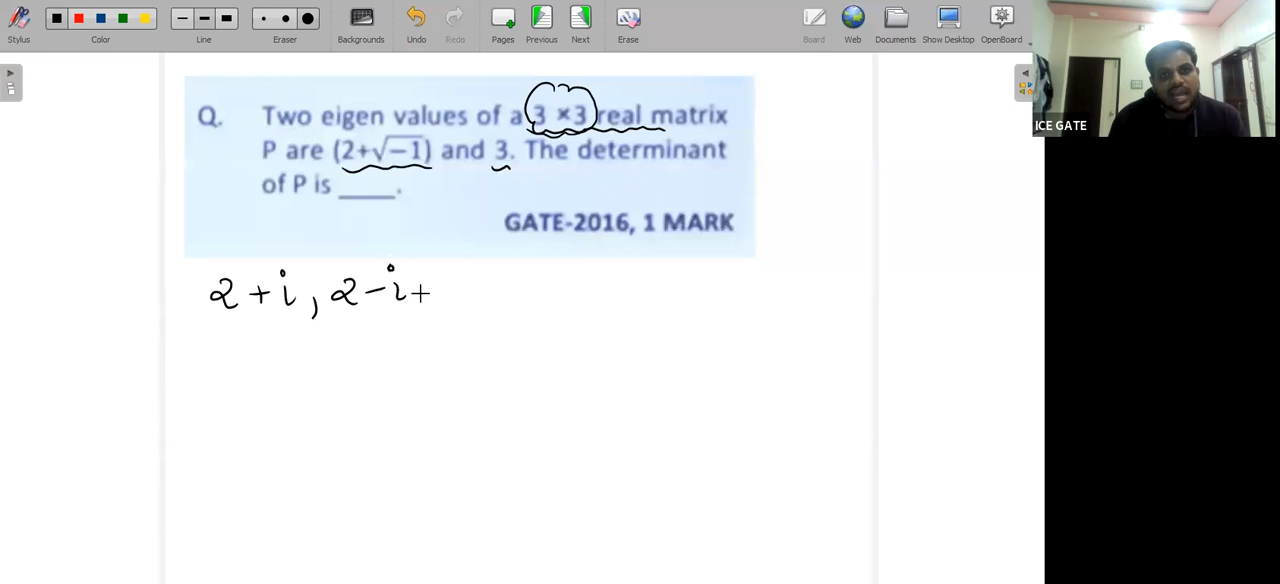 Stylus Color Line Eraser Backgrounds Undo Redo Pages Previous Next Erase Board Web Documents Show Desktop OpenBoard
ICE GATE
Q. Two eigen values of a 3 ×3 real matrix
P are (2+√−1) and 3. The determinant
of P is _____.
GATE-2016, 1 MARK
2 + i , 2 - i